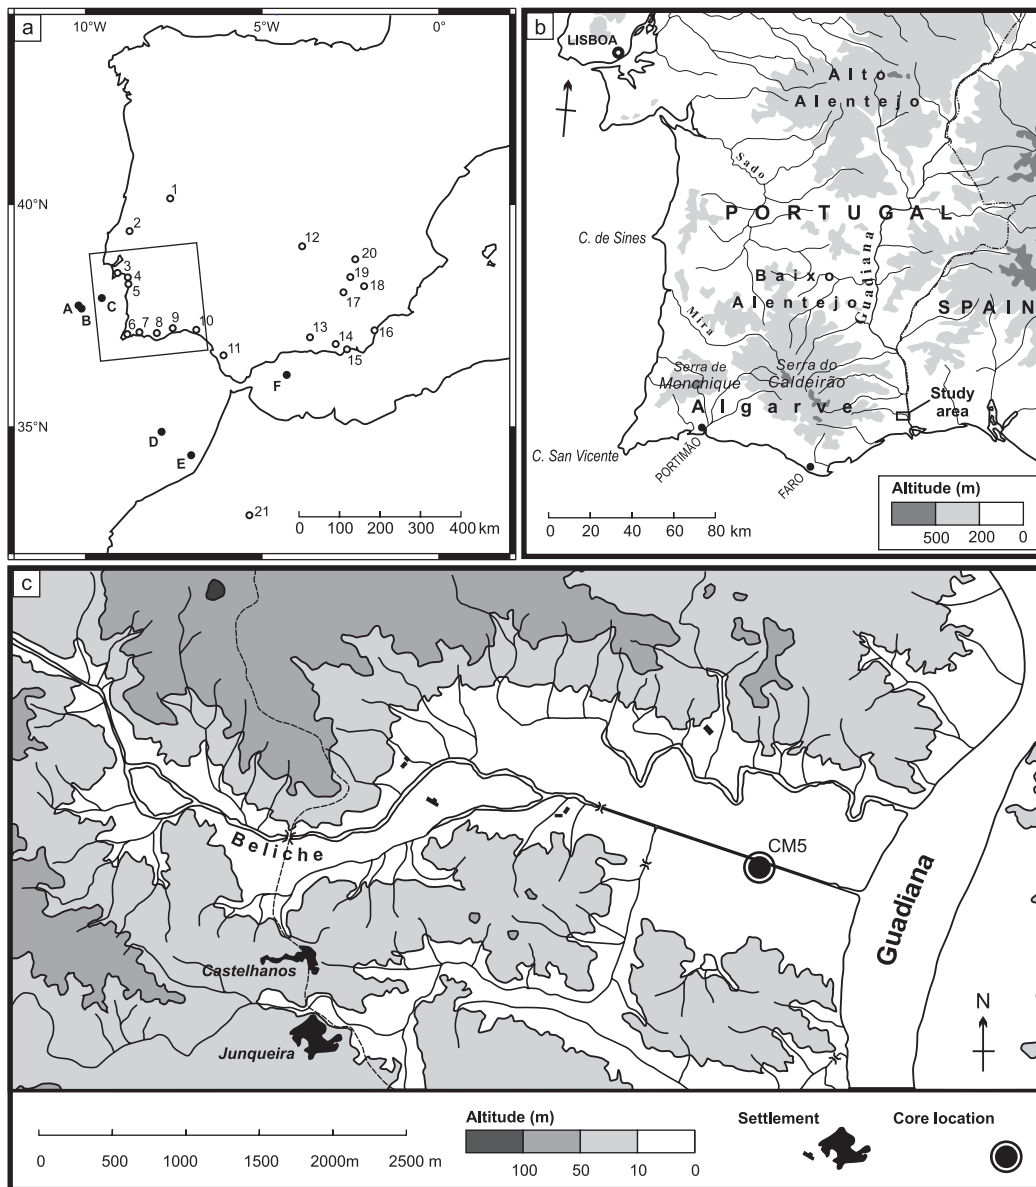 a
10°W
5°W
0°
40°N
35°N
1
2
3
4
5
6
7
8
9
10
11
12
13
14
15
16
17
18
19
20
21
A
B
C
D
E
F
0 100 200 300 400 km
b
LISBOA
Alto
Alentejo
Sado
PORTUGAL
C. de Sines
Guadiana
Baixo
Alentejo
SPAIN
Mira
Serra de
Monchique
Serra do
Caldeirão
Algarve
Study
area
C. San Vicente
PORTIMÃO
FARO
0 20 40 60 80 km
Altitude (m)
500 200 0
c
Beliche
CM5
Guadiana
Castelhanos
Junqueira
N
0 500 1000 1500 2000m 2500 m
Altitude (m)
100 50 10 0
Settlement
Core location